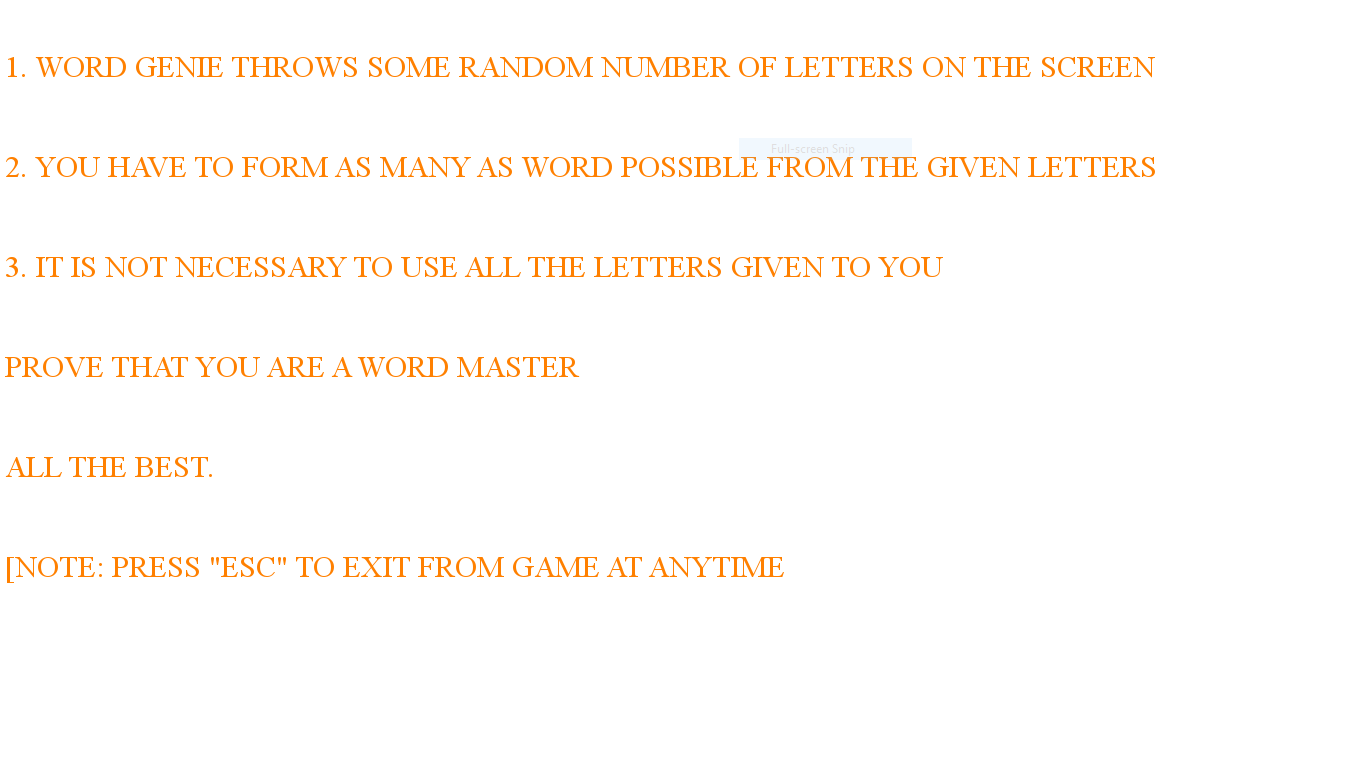 1. WORD GENIE THROWS SOME RANDOM NUMBER OF LETTERS ON THE SCREEN
Full-screen Snip
2. YOU HAVE TO FORM AS MANY AS WORD POSSIBLE FROM THE GIVEN LETTERS
3. IT IS NOT NECESSARY TO USE ALL THE LETTERS GIVEN TO YOU
PROVE THAT YOU ARE A WORD MASTER
ALL THE BEST.
[NOTE: PRESS "ESC" TO EXIT FROM GAME AT ANYTIME